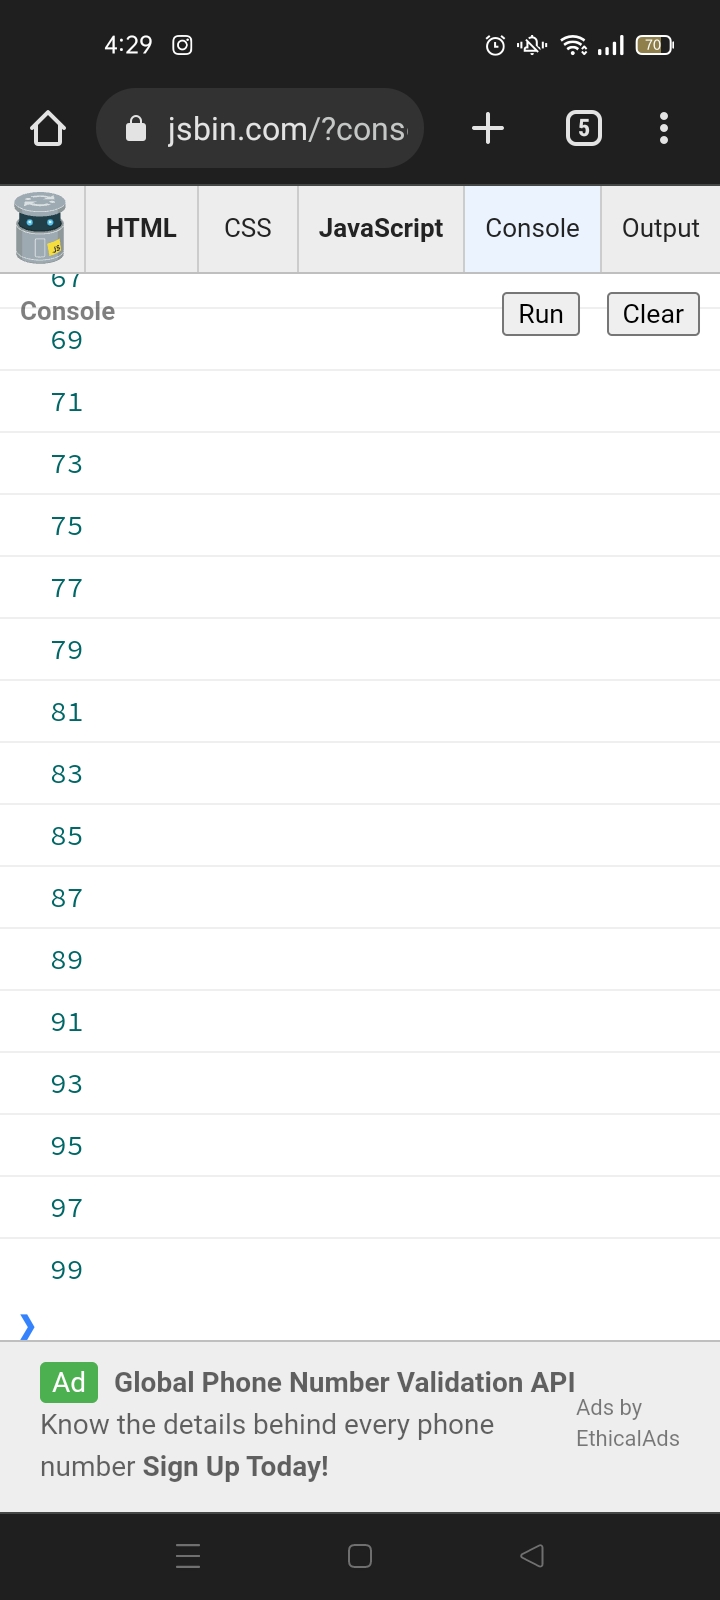 4:29
70
jsbin.com/?cons
5
HTML CSS JavaScript Console Output
67
Console Run Clear
69
71
73
75
77
79
81
83
85
87
89
91
93
95
97
99
❯
Ad Global Phone Number Validation API
Know the details behind every phone
number Sign Up Today!
Ads by
EthicalAds